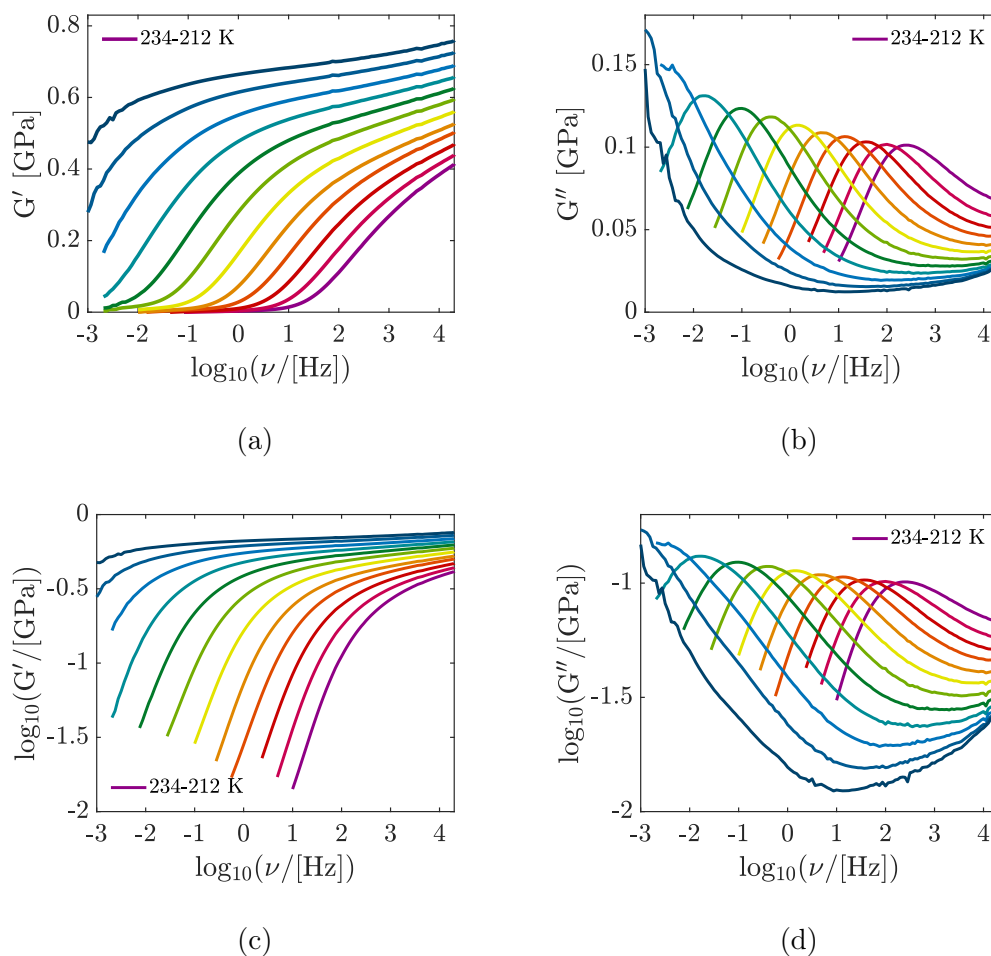 234-212 K
0.8
0.6
0.4
0.2
0
G′ [GPa]
-3 -2 -1 0 1 2 3 4
log10(ν/[Hz])
(a)
234-212 K
0.15
0.1
0.05
0
G″ [GPa]
-3 -2 -1 0 1 2 3 4
log10(ν/[Hz])
(b)
0
-0.5
-1
-1.5
-2
log10(G′/[GPa])
234-212 K
-3 -2 -1 0 1 2 3 4
log10(ν/[Hz])
(c)
234-212 K
-1
-1.5
-2
log10(G″/[GPa])
-3 -2 -1 0 1 2 3 4
log10(ν/[Hz])
(d)